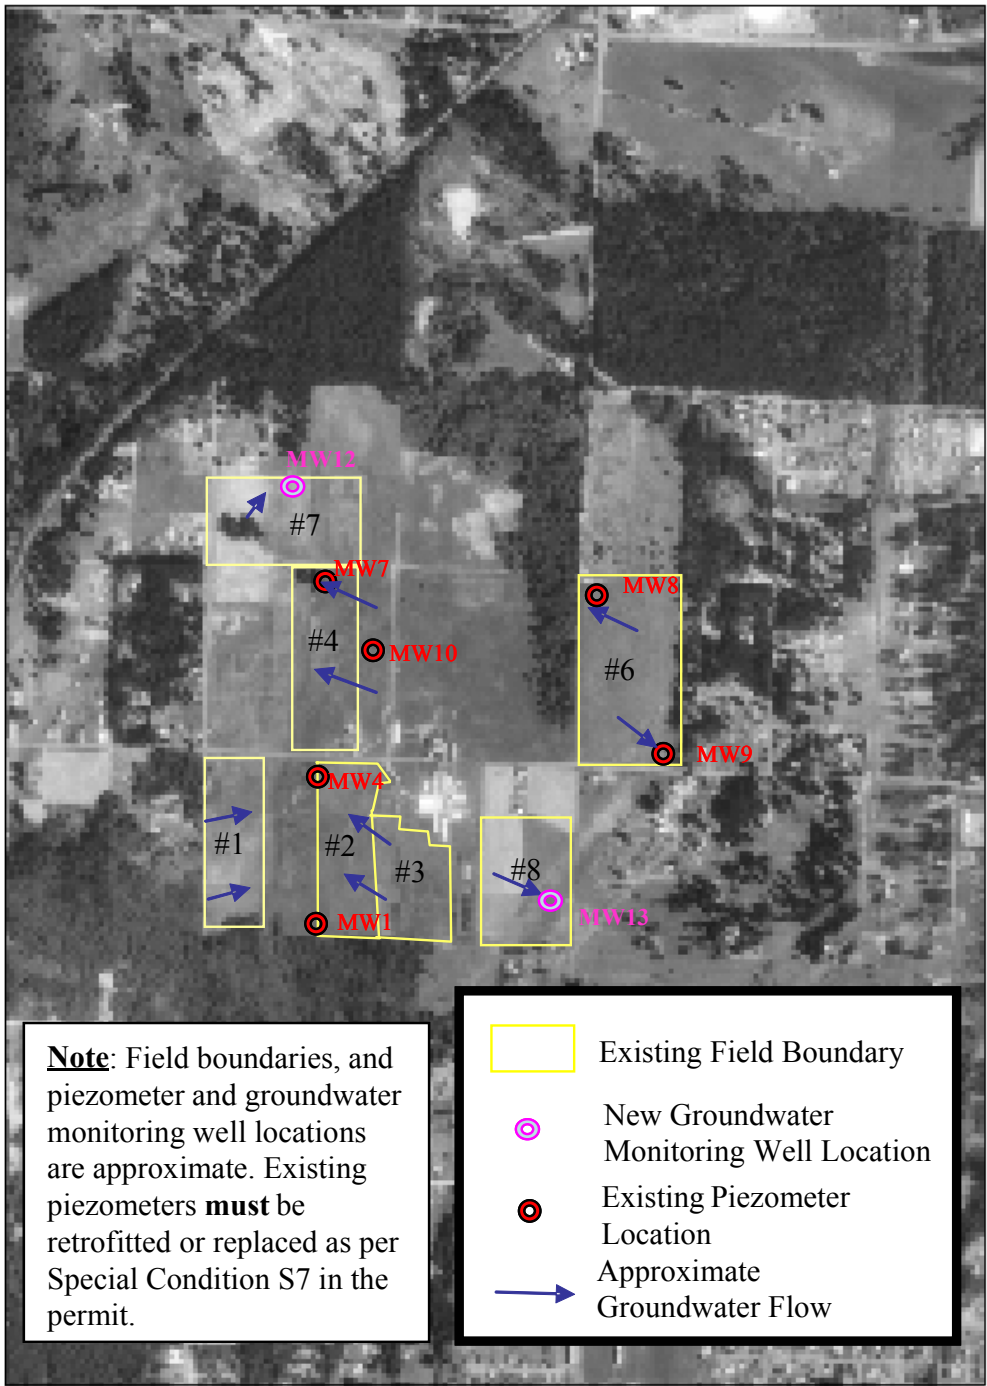 MW12
#7
MW7
#4
MW10
MW8
#6
MW9
MW4
#1
#2
#3
#8
MW1
MW13
Note: Field boundaries, and
piezometer and groundwater
monitoring well locations
are approximate. Existing
piezometers must be
retrofitted or replaced as per
Special Condition S7 in the
permit.
Existing Field Boundary
New Groundwater
Monitoring Well Location
Existing Piezometer
Location
Approximate
Groundwater Flow